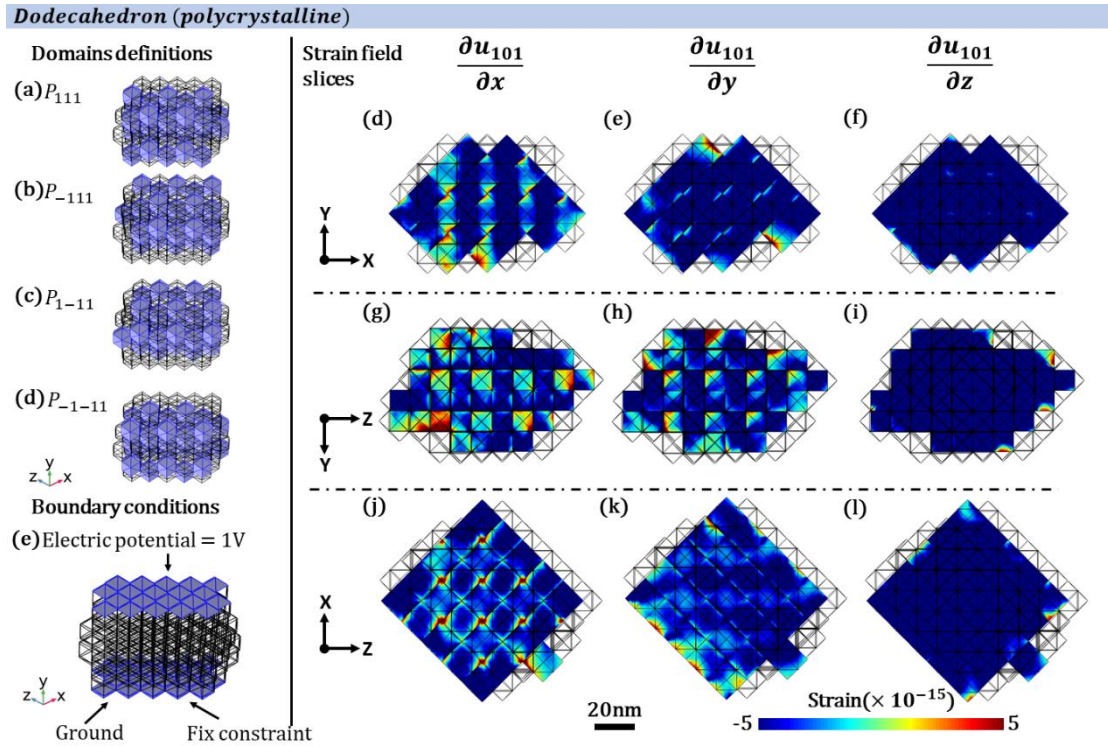 Dodecahedron (polycrystalline)
Domains definitions
(a) P₁₁₁
(b) P₋₁₁₁
(c) P₁₋₁₁
(d) P₋₁₋₁₁
y
z x
Boundary conditions
(e) Electric potential = 1V
y
z x
Ground
Fix constraint
Strain field
slices
∂u₁₀₁/∂x
∂u₁₀₁/∂y
∂u₁₀₁/∂z
(d)
(e)
(f)
Y
X
(g)
(h)
(i)
Z
Y
(j)
(k)
(l)
X
Z
20nm
Strain(× 10⁻¹⁵)
-5
5